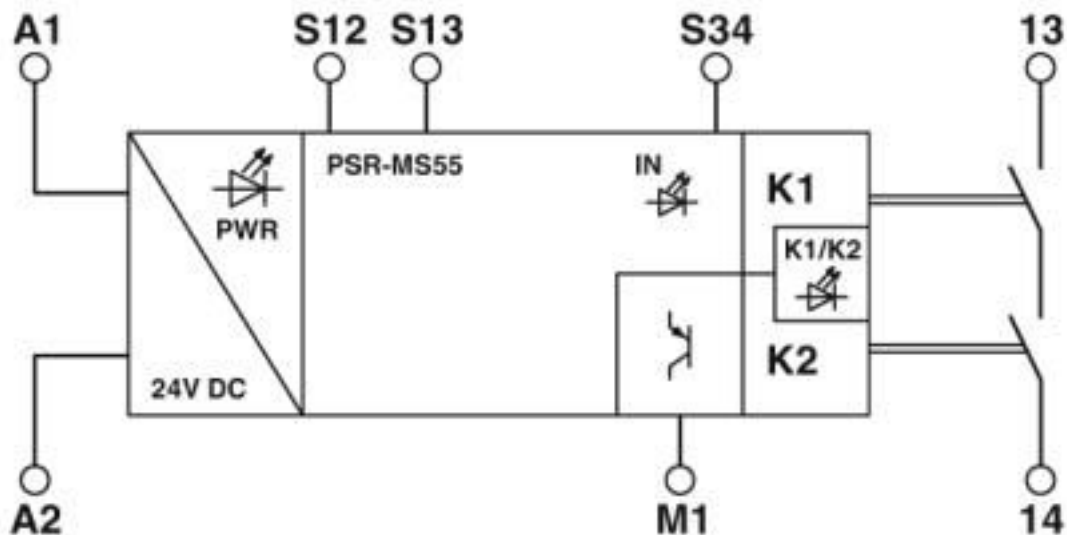 A1
S12 S13
S34
13
PSR-MS55
IN
K1
PWR
K1/K2
24V DC
K2
A2
M1
14